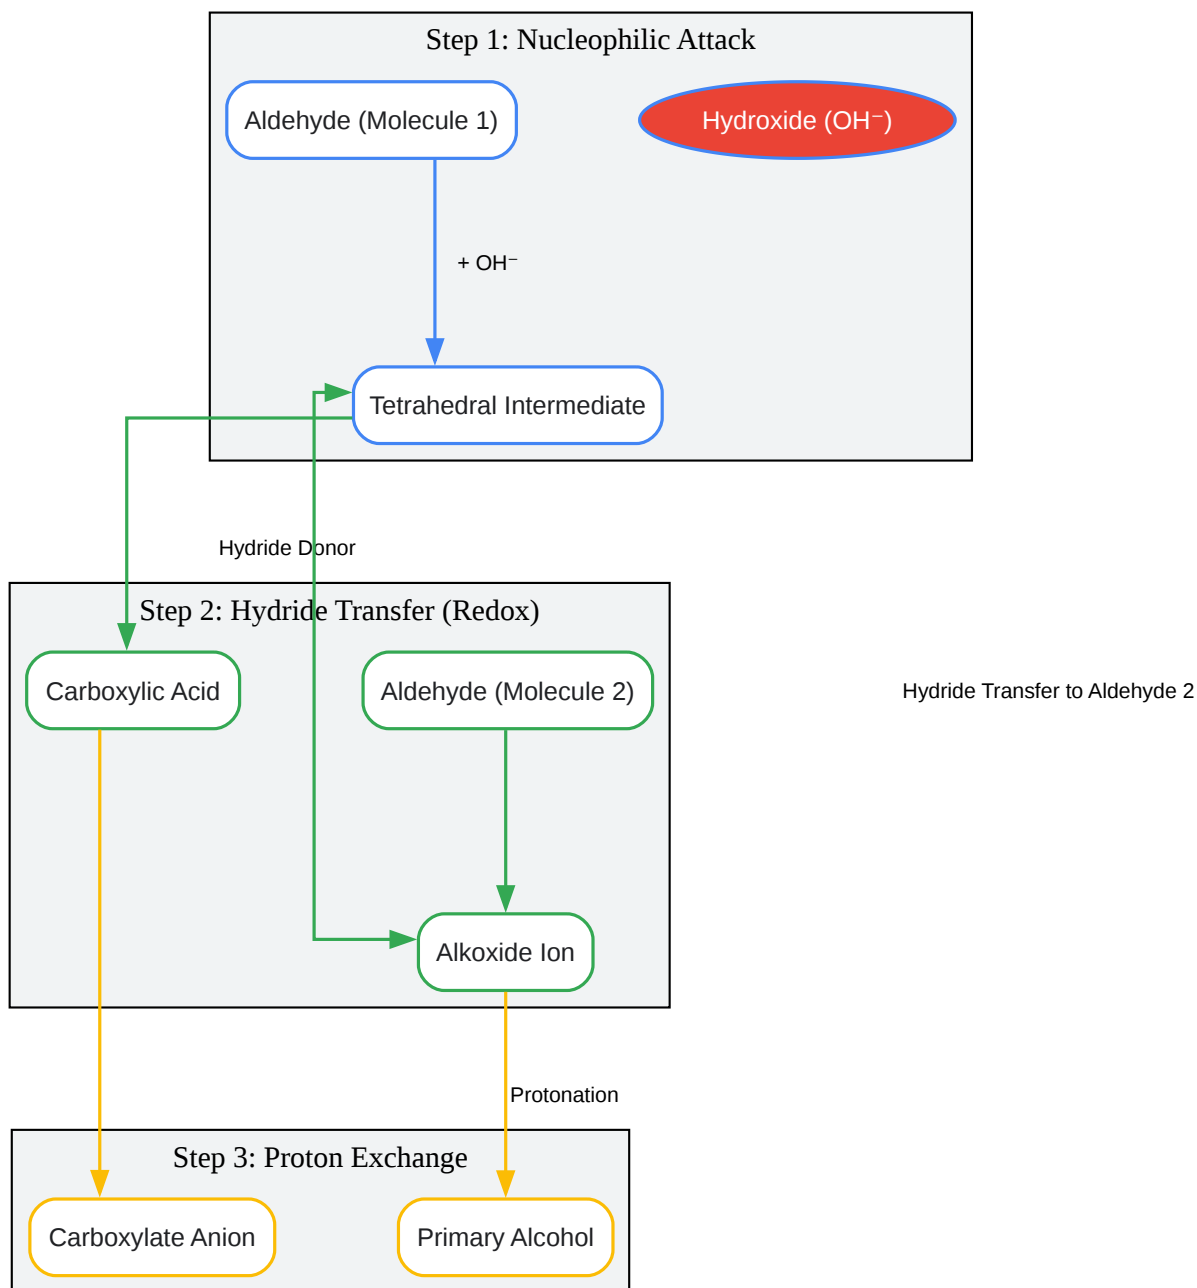 Step 1: Nucleophilic Attack
Aldehyde (Molecule 1)
Hydroxide (OH⁻)
+ OH⁻
Tetrahedral Intermediate
Hydride Donor
Step 2: Hydride Transfer (Redox)
Carboxylic Acid
Aldehyde (Molecule 2)
Hydride Transfer to Aldehyde 2
Alkoxide Ion
Protonation
Step 3: Proton Exchange
Carboxylate Anion
Primary Alcohol